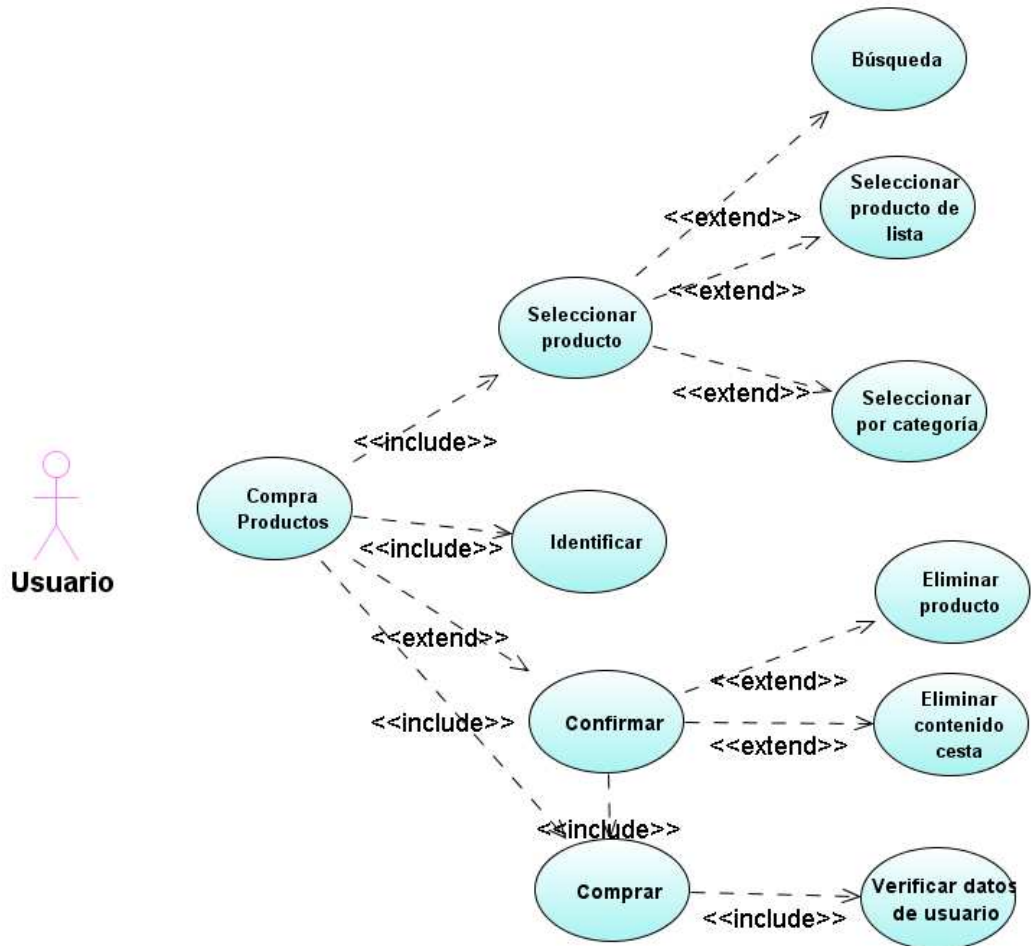 Búsqueda
Seleccionar
producto de
lista
<<extend>>
<<extend>>
Seleccionar
producto
<<extend>>
Seleccionar
por categoría
<<include>>
Compra
Productos
<<include>>
Identificar
Usuario
Eliminar
producto
<<extend>>
<<extend>>
Eliminar
contenido
cesta
<<include>>
Confirmar
<<extend>>
<<include>>
Comprar
Verificar datos
de usuario
<<include>>